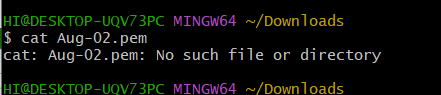 HI@DESKTOP-UQV73PC MINGW64 ~/Downloads
$ cat Aug-02.pem
cat: Aug-02.pem: No such file or directory
HI@DESKTOP-UQV73PC MINGW64 ~/Downloads